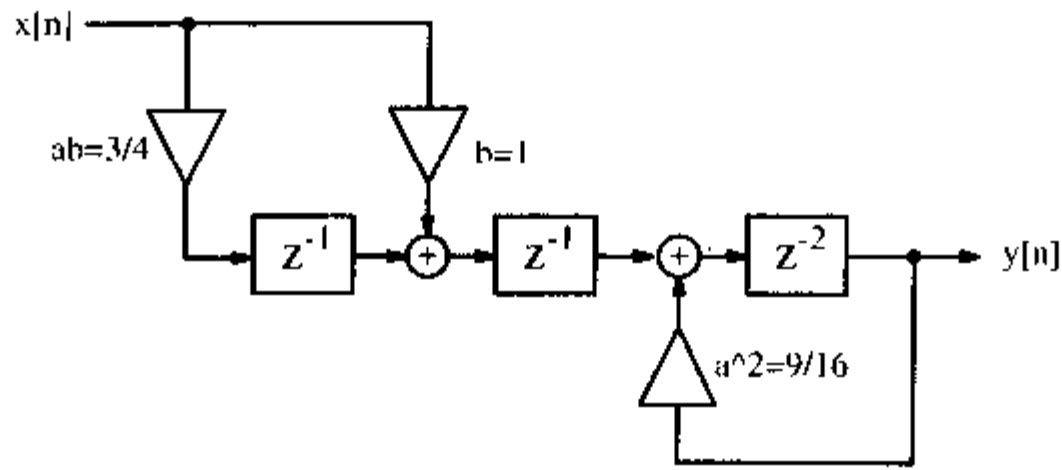 x[n]
ab=3/4
b=1
z^-1
z^-1
z^-2
y[n]
a^2=9/16